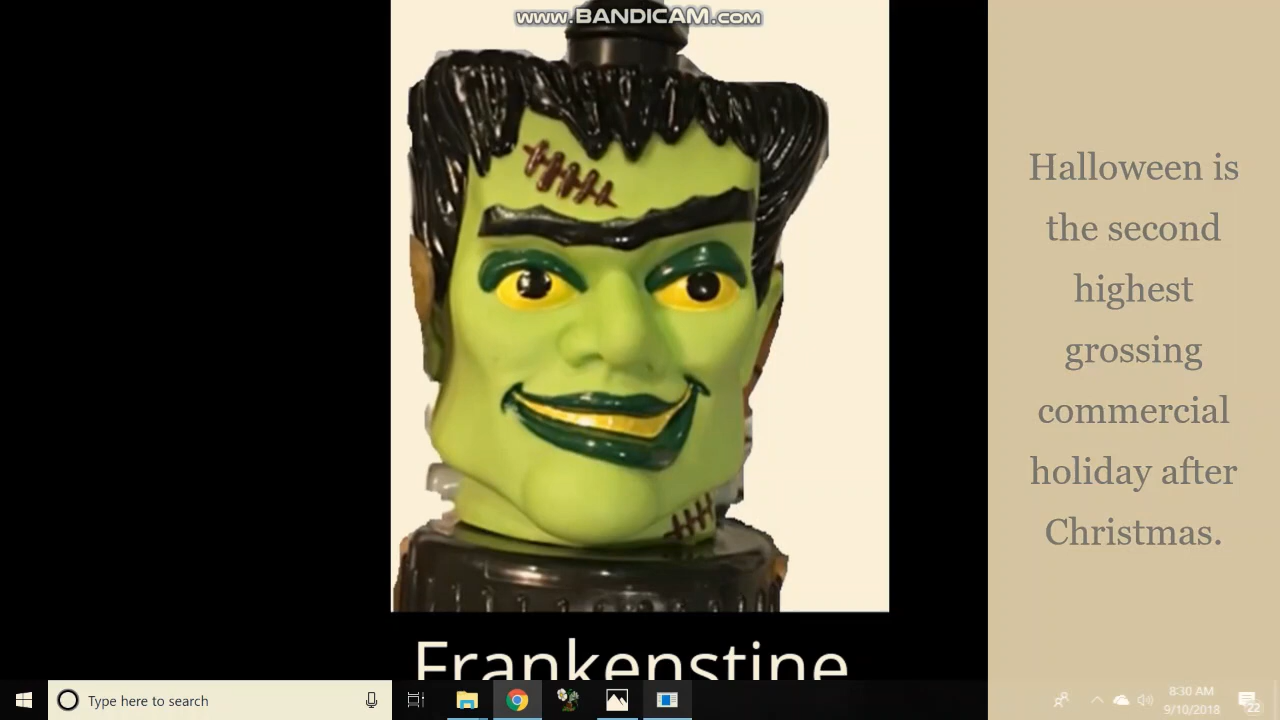 www.BANDICAM.com
Halloween is
the second
highest
grossing
commercial
holiday after
Christmas.
Frankenstine
Type here to search
8:30 AM
9/10/2018
22